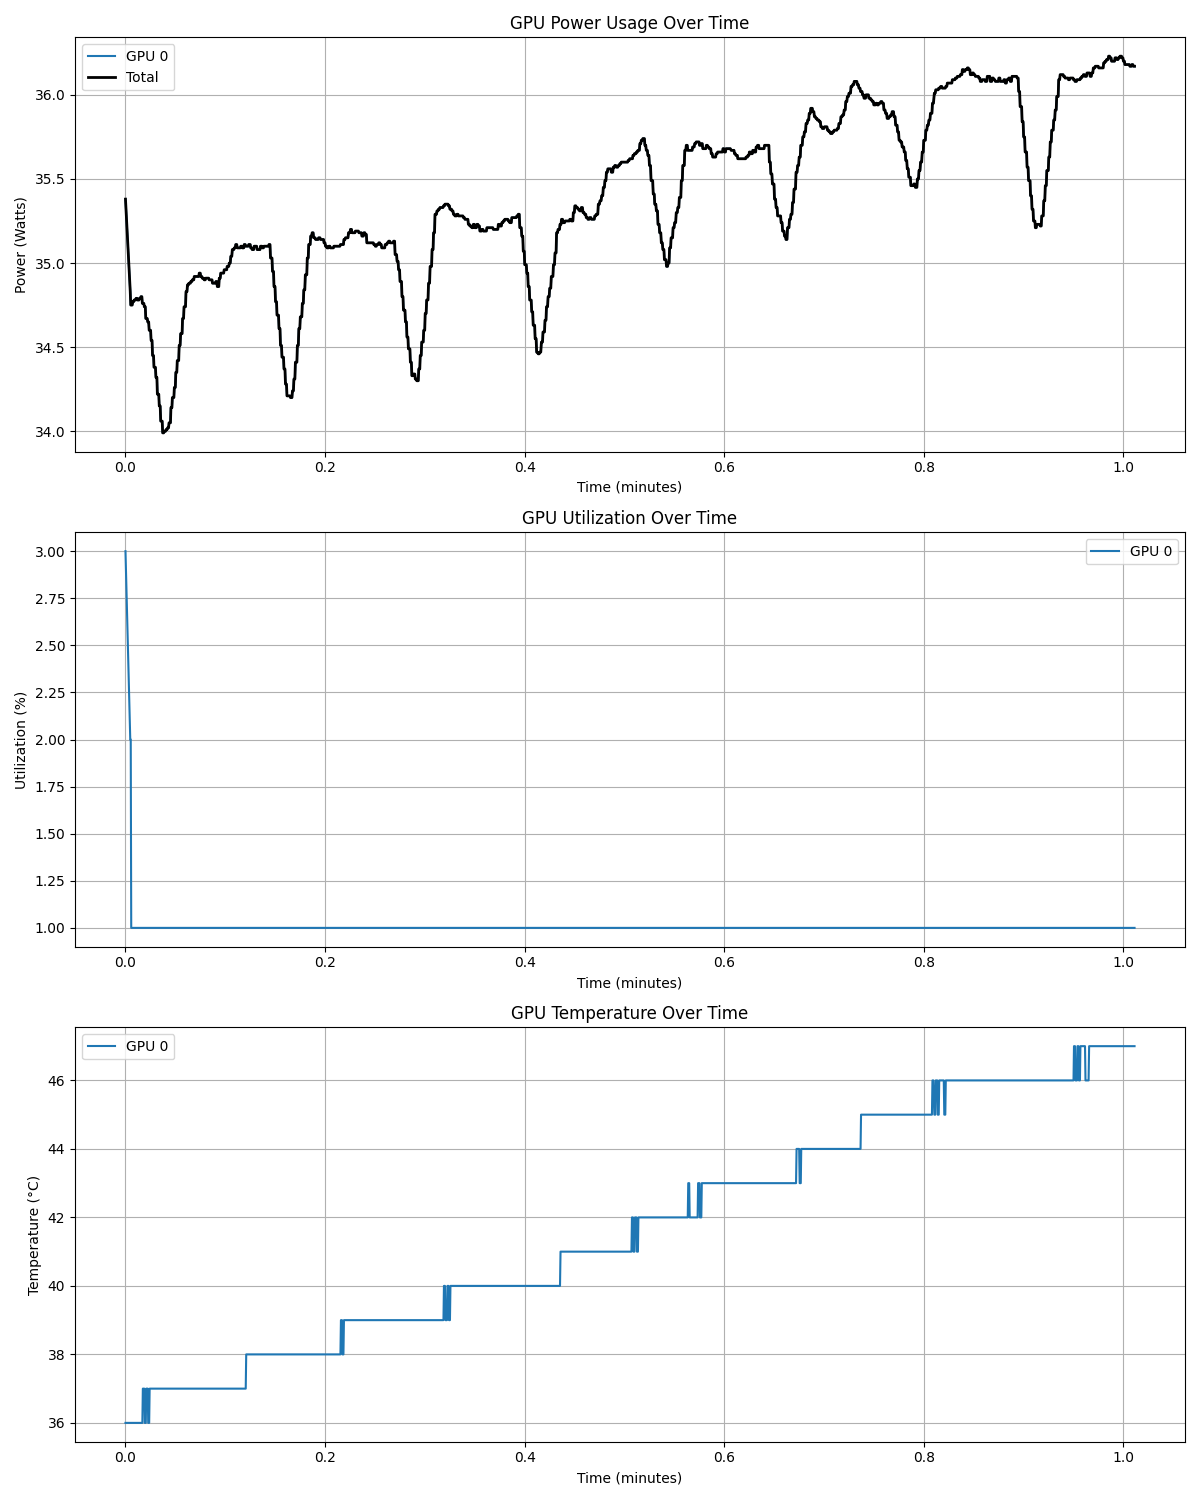 GPU Power Usage Over Time
GPU 0
Total
36.0
35.5
35.0
34.5
34.0
Power (Watts)
0.0 0.2 0.4 0.6 0.8 1.0
Time (minutes)
GPU Utilization Over Time
GPU 0
3.00
2.75
2.50
2.25
2.00
1.75
1.50
1.25
1.00
Utilization (%)
0.0 0.2 0.4 0.6 0.8 1.0
Time (minutes)
GPU Temperature Over Time
GPU 0
46
44
42
40
38
36
Temperature (°C)
0.0 0.2 0.4 0.6 0.8 1.0
Time (minutes)